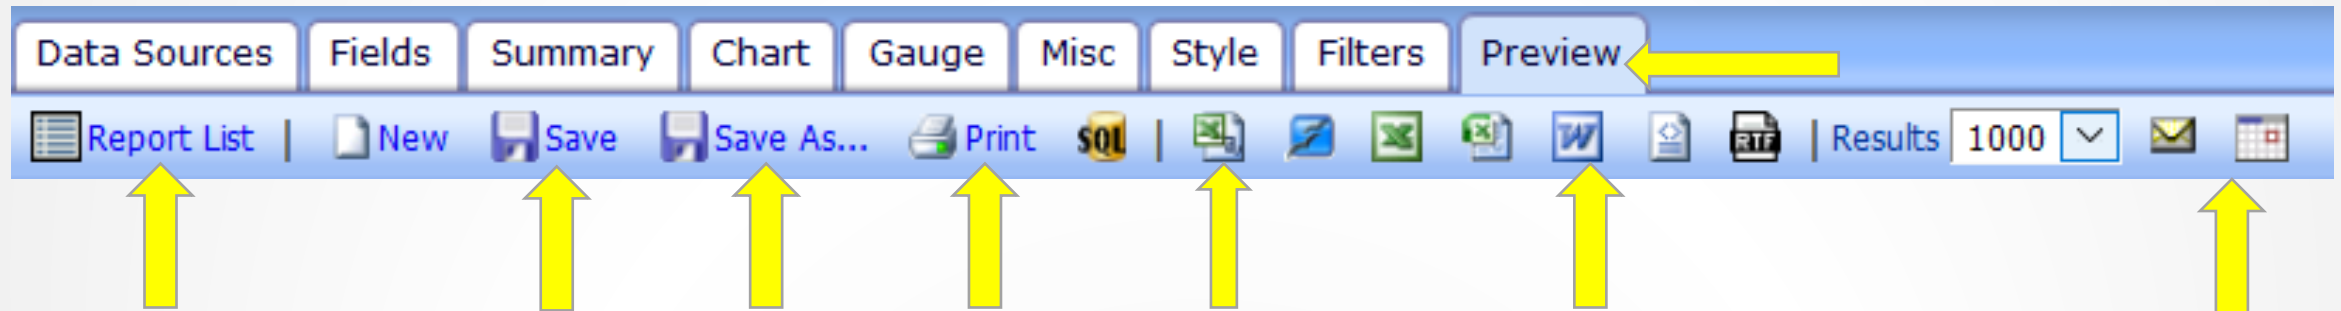 Data Sources Fields Summary Chart Gauge Misc Style Filters Preview
Report List | New Save Save As... Print SQL | W RTF | Results 1000